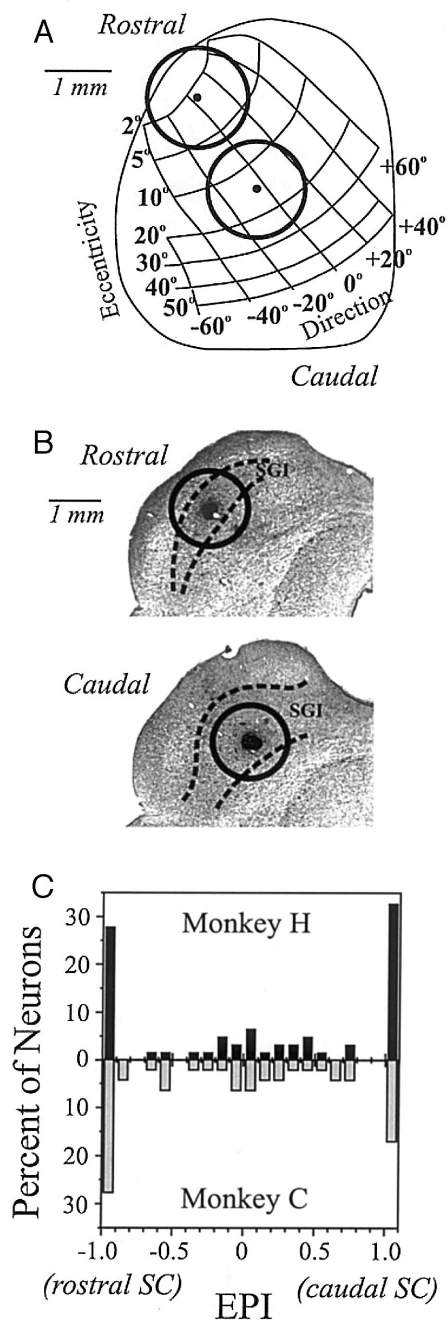 A
Rostral
1 mm
2°
5°
10°
20°
30°
40°
50°
Eccentricity
-60°
-40°
-20°
0°
+20°
+40°
+60°
Direction
Caudal
B
Rostral
SGI
1 mm
Caudal
SGI
C
Monkey H
30
20
10
0
10
20
30
Percent of Neurons
Monkey C
-1.0
-0.5
0
0.5
1.0
(rostral SC)
(caudal SC)
EPI